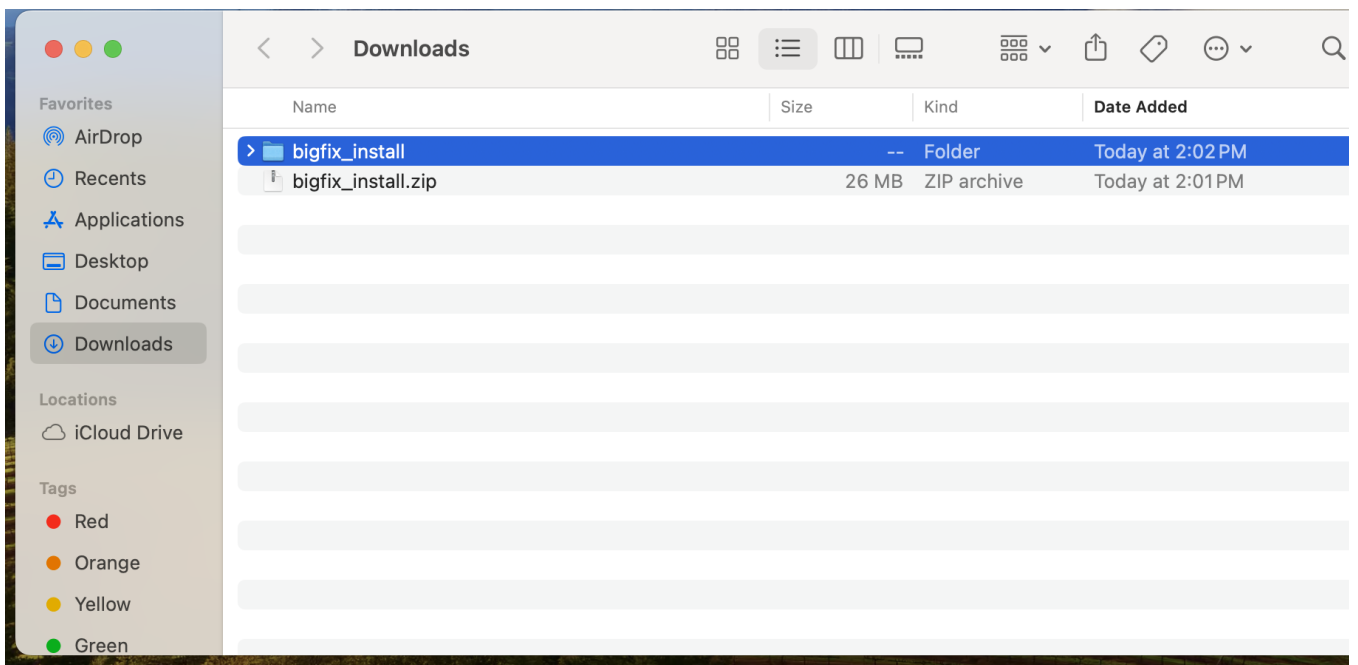 Downloads
Favorites
AirDrop
Recents
Applications
Desktop
Documents
Downloads
Locations
iCloud Drive
Tags
Red
Orange
Yellow
Green
Name Size Kind Date Added
bigfix_install -- Folder Today at 2:02 PM
bigfix_install.zip 26 MB ZIP archive Today at 2:01 PM